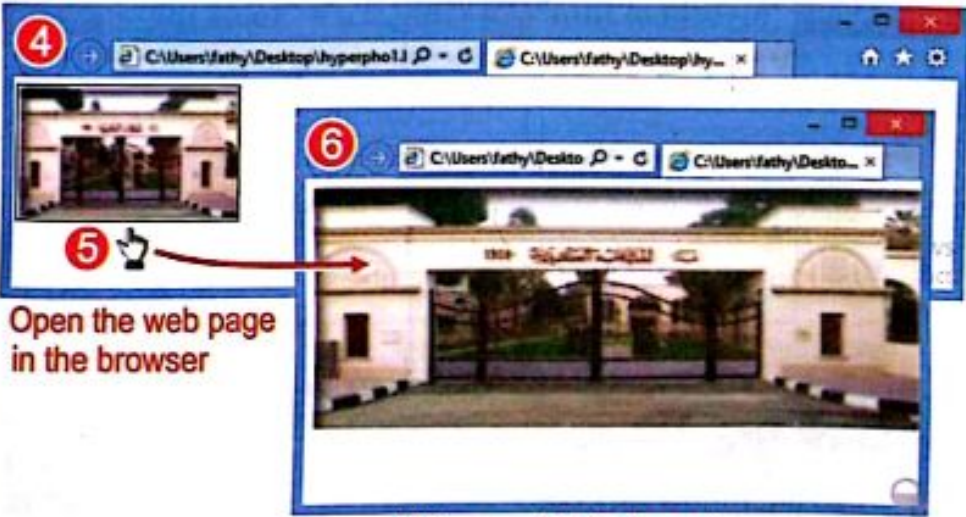 4
C:\Users\fathy\Desktop\hyperpho1.l
C:\Users\fathy\Desktop\hy...
6
C:\Users\fathy\Deskto
C:\Users\fathy\Deskto...
5
Open the web page
in the browser